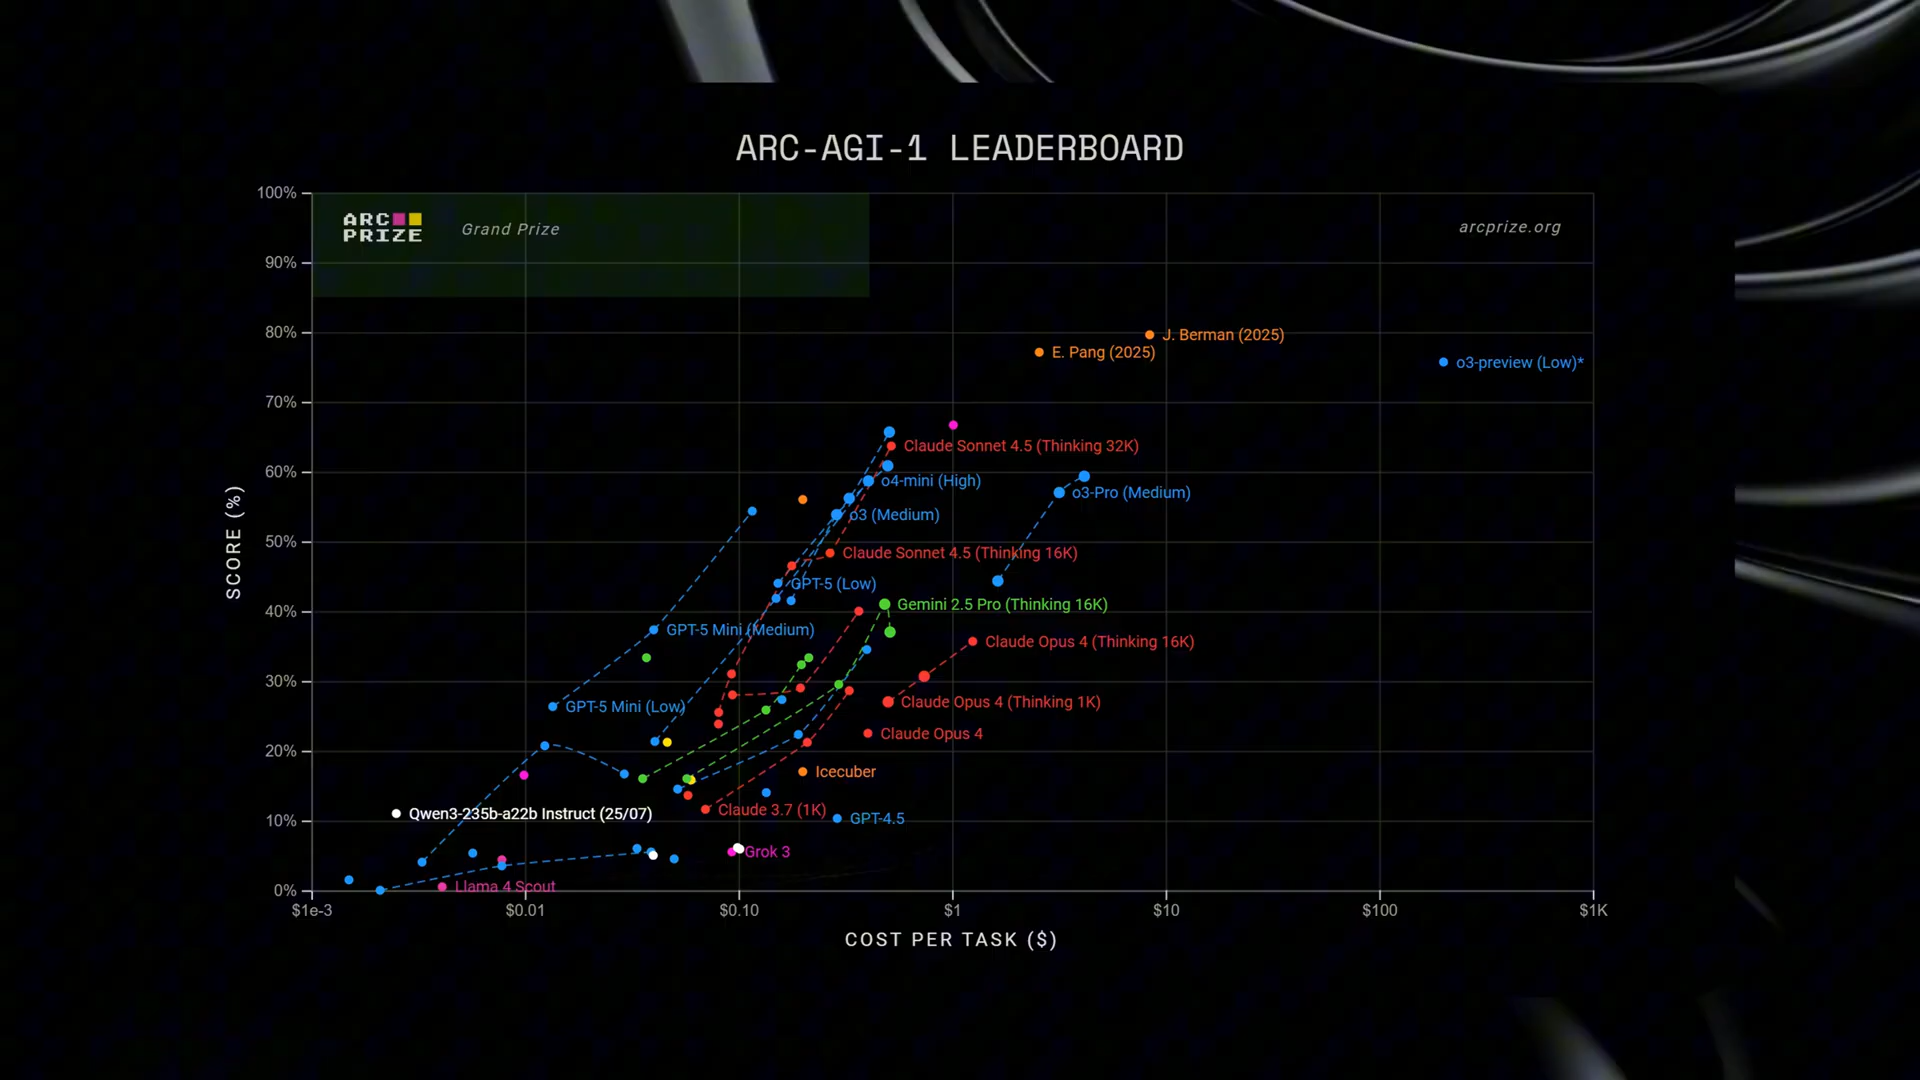 ARC-AGI-1 LEADERBOARD
100%
ARC PRIZE
Grand Prize
arcprize.org
90%
80%
J. Berman (2025)
E. Pang (2025)
o3-preview (Low)*
70%
Claude Sonnet 4.5 (Thinking 32K)
60%
o4-mini (High)
o3-Pro (Medium)
o3 (Medium)
50%
Claude Sonnet 4.5 (Thinking 16K)
GPT-5 (Low)
40%
Gemini 2.5 Pro (Thinking 16K)
GPT-5 Mini (Medium)
Claude Opus 4 (Thinking 16K)
30%
Claude Opus 4 (Thinking 1K)
GPT-5 Mini (Low)
Claude Opus 4
20%
Icecuber
Claude 3.7 (1K)
Qwen3-235b-a22b Instruct (25/07)
10%
GPT-4.5
Grok 3
Llama 4 Scout
0%
SCORE (%)
$1e-3
$0.01
$0.10
$1
$10
$100
$1K
COST PER TASK ($)